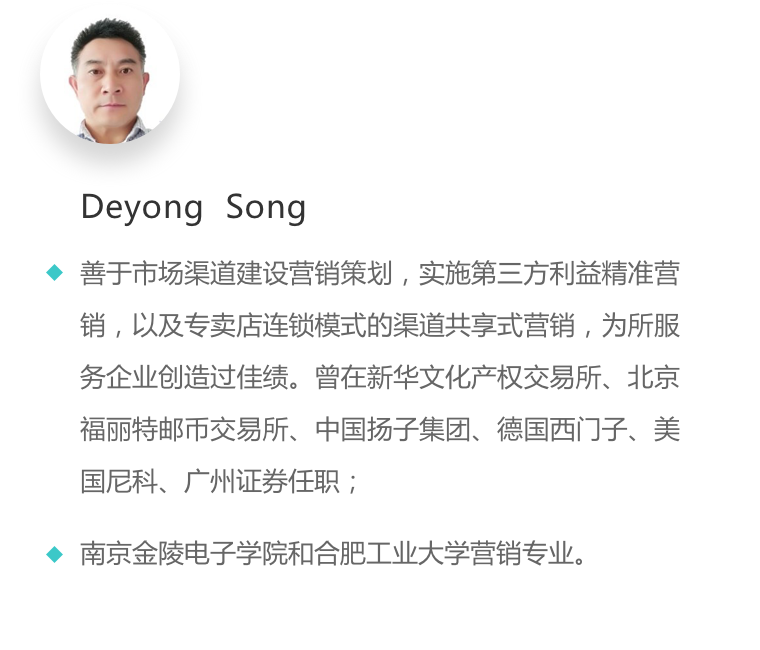 Deyong Song
善于市场渠道建设营销策划，实施第三方利益精准营
销，以及专卖店连锁模式的渠道共享式营销，为所服
务企业创造过佳绩。曾在新华文化产权交易所、北京
福丽特邮币交易所、中国扬子集团、德国西门子、美
国尼科、广州证券任职；
南京金陵电子学院和合肥工业大学营销专业。